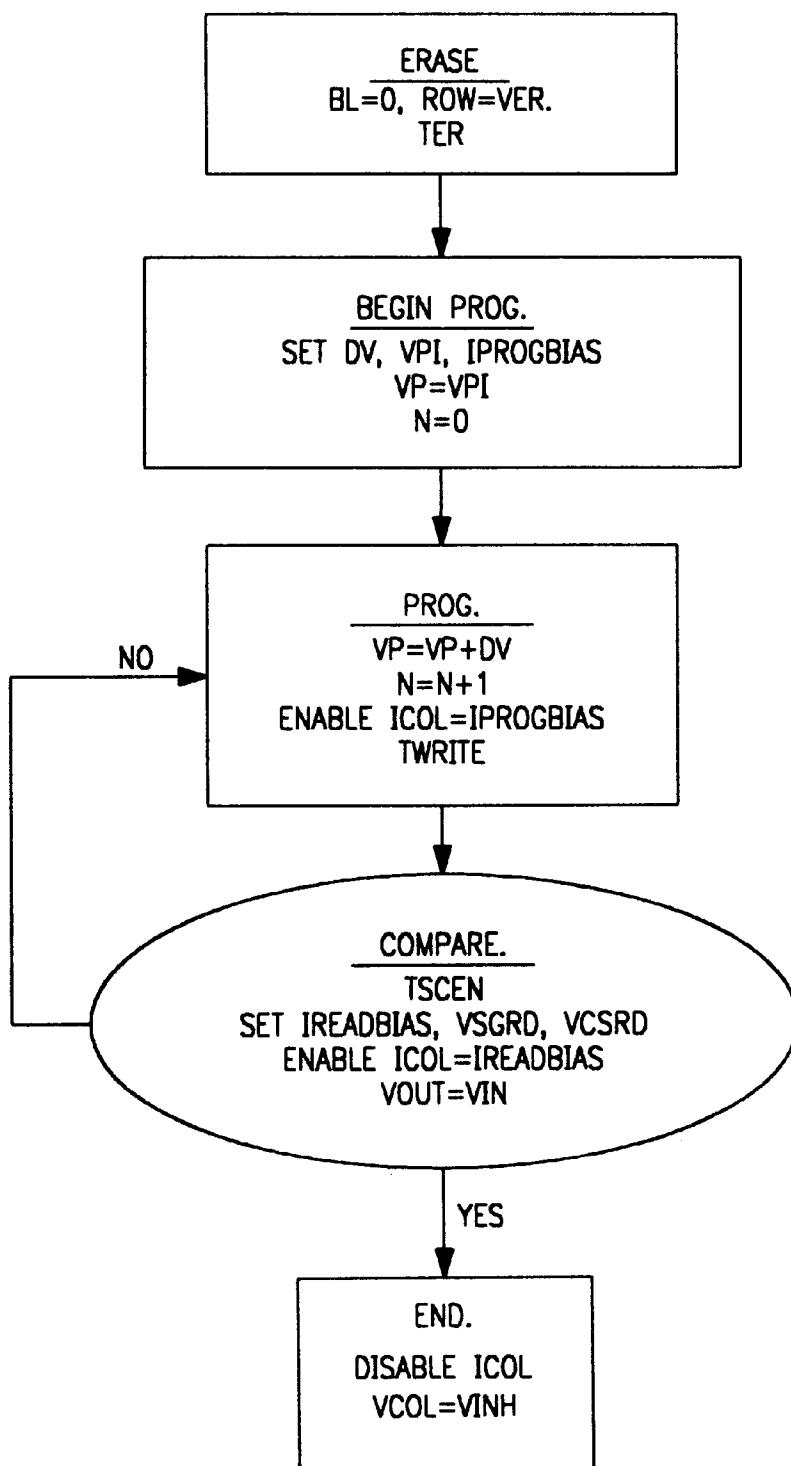 ERASE
BL=0, ROW=VER.
TER
BEGIN PROG.
SET DV, VPI, IPROGBIAS
VP=VPI
N=0
PROG.
VP=VP+DV
N=N+1
ENABLE ICOL=IPROGBIAS
TWRITE
NO
COMPARE.
TSCEN
SET IREADBIAS, VSGRD, VCSRD
ENABLE ICOL=IREADBIAS
VOUT=VIN
YES
END.
DISABLE ICOL
VCOL=VINH